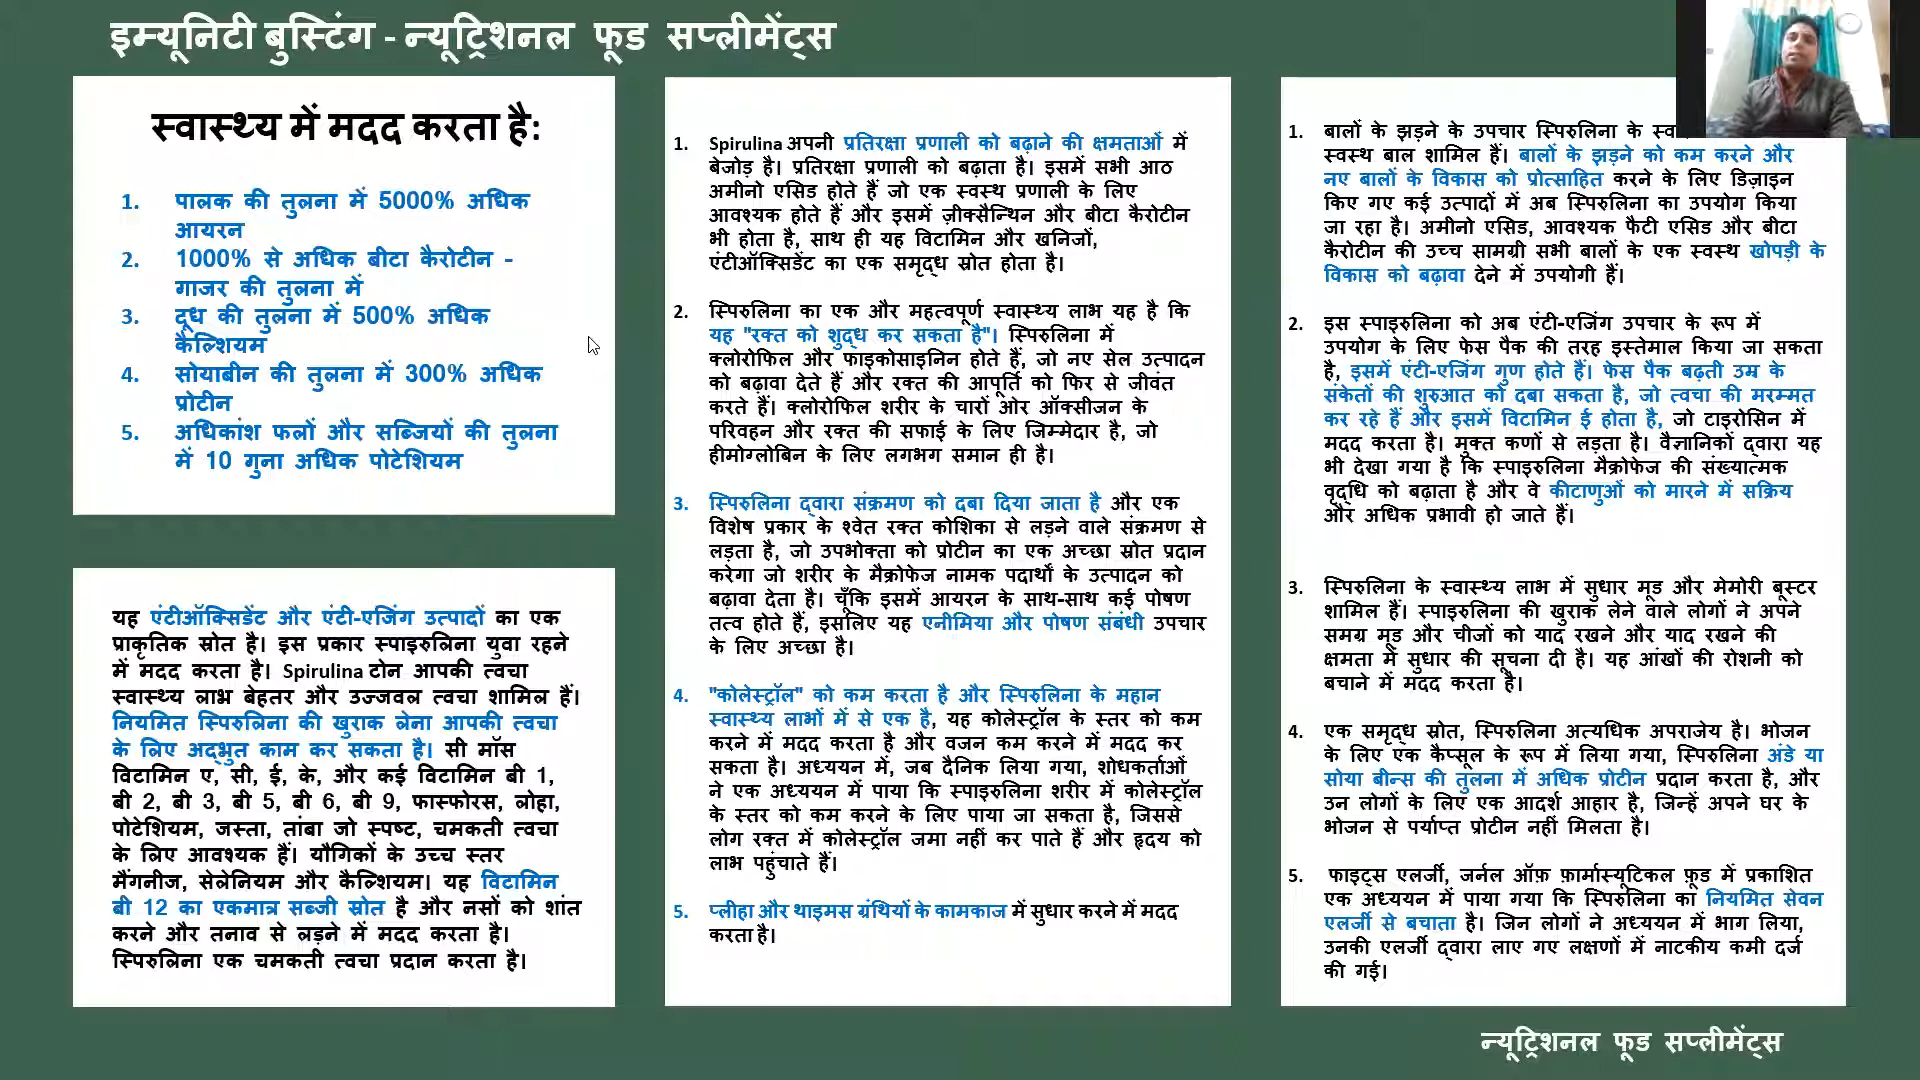 इम्यूनिटी बुस्टिंग - न्यूट्रिशनल फूड सप्लीमेंट्स
स्वास्थ्य में मदद करता है:
1. पालक की तुलना में 5000% अधिक
आयरन
2. 1000% से अधिक बीटा कैरोटीन -
गाजर की तुलना में
3. दूध की तुलना में 500% अधिक
कैल्शियम
4. सोयाबीन की तुलना में 300% अधिक
प्रोटीन
5. अधिकांश फलों और सब्जियों की तुलना
में 10 गुना अधिक पोटेशियम
यह एंटीऑक्सिडेंट और एंटी-एजिंग उत्पादों का एक
प्राकृतिक स्रोत है। इस प्रकार स्पाइरुलिना युवा रहने
में मदद करता है। Spirulina टोन आपकी त्वचा
स्वास्थ्य लाभ बेहतर और उज्जवल त्वचा शामिल हैं।
नियमित स्पिरुलिना की खुराक लेना आपकी त्वचा
के लिए अद्भुत काम कर सकता है। सी मॉस
विटामिन ए, सी, ई, के, और कई विटामिन बी 1,
बी 2, बी 3, बी 5, बी 6, बी 9, फास्फोरस, लोहा,
पोटेशियम, जस्ता, तांबा जो स्पष्ट, चमकती त्वचा
के लिए आवश्यक हैं। यौगिकों के उच्च स्तर
मैंगनीज, सेलेनियम और कैल्शियम। यह विटामिन
बी 12 का एकमात्र सब्जी स्रोत है और नसों को शांत
करने और तनाव से लड़ने में मदद करता है।
स्पिरुलिना एक चमकती त्वचा प्रदान करता है।
1. Spirulina अपनी प्रतिरक्षा प्रणाली को बढ़ाने की क्षमताओं में
बेजोड़ है। प्रतिरक्षा प्रणाली को बढ़ाता है। इसमें सभी आठ
अमीनो एसिड होते हैं जो एक स्वस्थ प्रणाली के लिए
आवश्यक होते हैं और इसमें ज़ीक्सैन्थिन और बीटा कैरोटीन
भी होता है, साथ ही यह विटामिन और खनिजों,
एंटीऑक्सिडेंट का एक समृद्ध स्रोत होता है।
2. स्पिरुलिना का एक और महत्वपूर्ण स्वास्थ्य लाभ यह है कि
यह "रक्त को शुद्ध कर सकता है"। स्पिरुलिना में
क्लोरोफिल और फाइकोसाइनिन होते हैं, जो नए सेल उत्पादन
को बढ़ावा देते हैं और रक्त की आपूर्ति को फिर से जीवंत
करते हैं। क्लोरोफिल शरीर के चारों ओर ऑक्सीजन के
परिवहन और रक्त की सफाई के लिए जिम्मेदार है, जो
हीमोग्लोबिन के लिए लगभग समान ही है।
3. स्पिरुलिना द्वारा संक्रमण को दबा दिया जाता है और एक
विशेष प्रकार के श्वेत रक्त कोशिका से लड़ने वाले संक्रमण से
लड़ता है, जो उपभोक्ता को प्रोटीन का एक अच्छा स्रोत प्रदान
करेगा जो शरीर के मैक्रोफेज नामक पदार्थों के उत्पादन को
बढ़ावा देता है। चूँकि इसमें आयरन के साथ-साथ कई पोषण
तत्व होते हैं, इसलिए यह एनीमिया और पोषण संबंधी उपचार
के लिए अच्छा है।
4. "कोलेस्ट्रॉल" को कम करता है और स्पिरुलिना के महान
स्वास्थ्य लाभों में से एक है, यह कोलेस्ट्रॉल के स्तर को कम
करने में मदद करता है और वजन कम करने में मदद कर
सकता है। अध्ययन में, जब दैनिक लिया गया, शोधकर्ताओं
ने एक अध्ययन में पाया कि स्पाइरुलिना शरीर में कोलेस्ट्रॉल
के स्तर को कम करने के लिए पाया जा सकता है, जिससे
लोग रक्त में कोलेस्ट्रॉल जमा नहीं कर पाते हैं और हृदय को
लाभ पहुंचाते हैं।
5. प्लीहा और थाइमस ग्रंथियों के कामकाज में सुधार करने में मदद
करता है।
1. बालों के झड़ने के उपचार स्पिरुलिना के
स्वस्थ बाल शामिल हैं। बालों के झड़ने को कम करने और
नए बालों के विकास को प्रोत्साहित करने के लिए डिज़ाइन
किए गए कई उत्पादों में अब स्पिरुलिना का उपयोग किया
जा रहा है। अमीनो एसिड, आवश्यक फैटी एसिड और बीटा
कैरोटीन की उच्च सामग्री सभी बालों के एक स्वस्थ खोपड़ी के
विकास को बढ़ावा देने में उपयोगी हैं।
2. इस स्पाइरुलिना को अब एंटी-एजिंग उपचार के रूप में
उपयोग के लिए फेस पैक की तरह इस्तेमाल किया जा सकता
है, इसमें एंटी-एजिंग गुण होते हैं। फेस पैक बढ़ती उम्र के
संकेतों की शुरुआत को दबा सकता है, जो त्वचा की मरम्मत
कर रहे हैं और इसमें विटामिन ई होता है, जो टाइरोसिन में
मदद करता है। मुक्त कणों से लड़ता है। वैज्ञानिकों द्वारा यह
भी देखा गया है कि स्पाइरुलिना मैक्रोफेज की संख्यात्मक
वृद्धि को बढ़ाता है और वे कीटाणुओं को मारने में सक्रिय
और अधिक प्रभावी हो जाते हैं।
3. स्पिरुलिना के स्वास्थ्य लाभ में सुधार मूड और मेमोरी बूस्टर
शामिल हैं। स्पाइरुलिना की खुराक लेने वाले लोगों ने अपने
समग्र मूड और चीजों को याद रखने और याद रखने की
क्षमता में सुधार की सूचना दी है। यह आंखों की रोशनी को
बचाने में मदद करता है।
4. एक समृद्ध स्रोत, स्पिरुलिना अत्यधिक अपराजेय है। भोजन
के लिए एक कैप्सूल के रूप में लिया गया, स्पिरुलिना अंडे या
सोया बीन्स की तुलना में अधिक प्रोटीन प्रदान करता है, और
उन लोगों के लिए एक आदर्श आहार है, जिन्हें अपने घर के
भोजन से पर्याप्त प्रोटीन नहीं मिलता है।
5. फाइट्स एलर्जी, जर्नल ऑफ़ फ़ार्मास्यूटिकल फ़ूड में प्रकाशित
एक अध्ययन में पाया गया कि स्पिरुलिना का नियमित सेवन
एलर्जी से बचाता है। जिन लोगों ने अध्ययन में भाग लिया,
उनकी एलर्जी द्वारा लाए गए लक्षणों में नाटकीय कमी दर्ज
की गई।
न्यूट्रिशनल फूड सप्लीमेंट्स